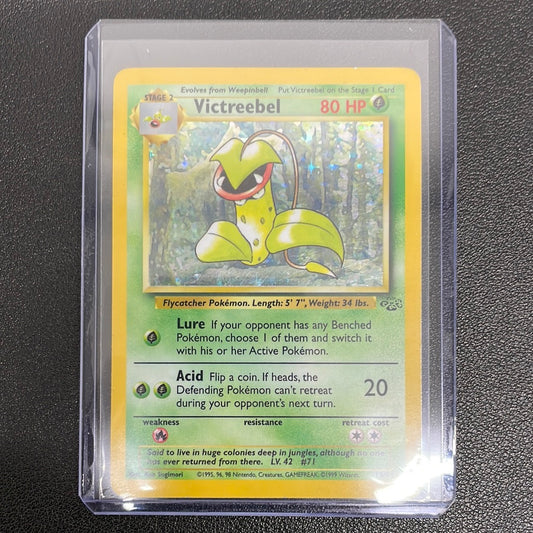 Evolves from Weepinbell Put Victreebel on the Stage 1 Card
STAGE 2
Victreebel 80 HP
Flycatcher Pokémon. Length: 5' 7", Weight: 34 lbs.
Lure If your opponent has any Benched
Pokémon, choose 1 of them and switch it
with his or her Active Pokémon.
Acid Flip a coin. If heads, the
Defending Pokémon can't retreat
during your opponent's next turn.
20
weakness resistance retreat cost
Said to live in huge colonies deep in jungles, although no one
has ever returned from there. LV. 42 #71
Ken Sugimori ©1995, 96, 98 Nintendo, Creatures, GAMEFREAK. ©1999 Wizards.